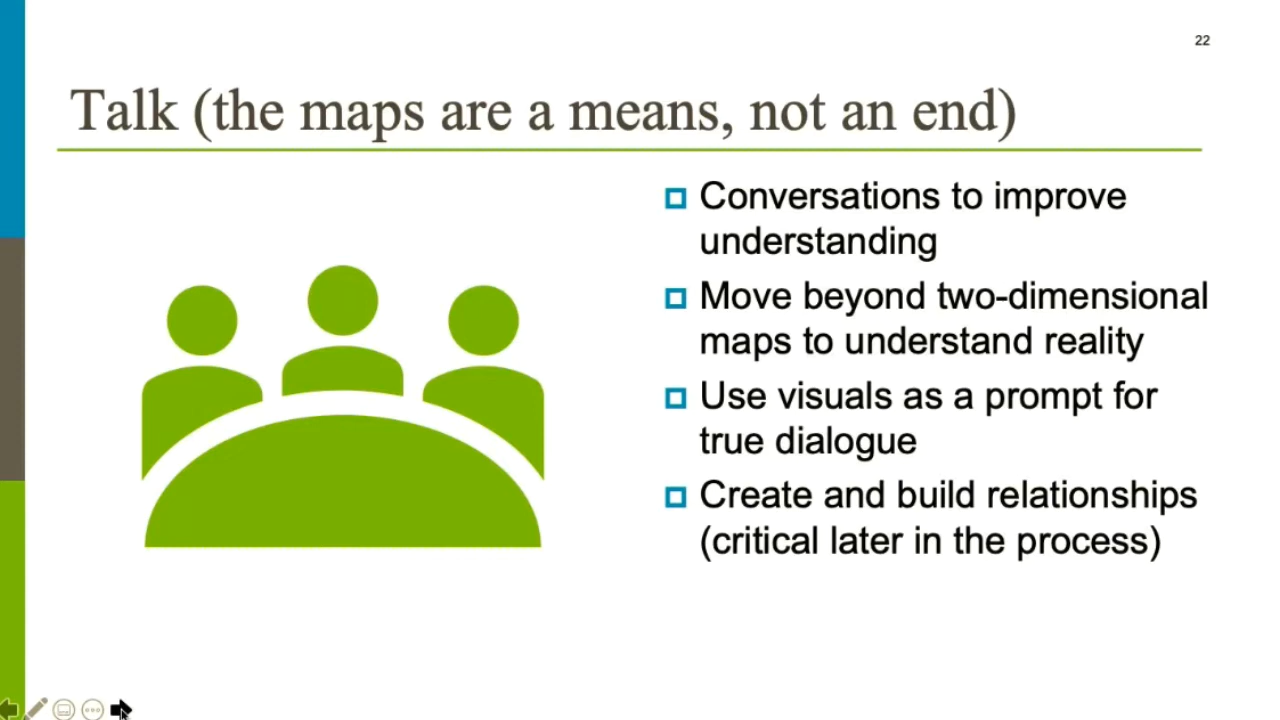 22
Talk (the maps are a means, not an end)
Conversations to improve
understanding
Move beyond two-dimensional
maps to understand reality
Use visuals as a prompt for
true dialogue
Create and build relationships
(critical later in the process)